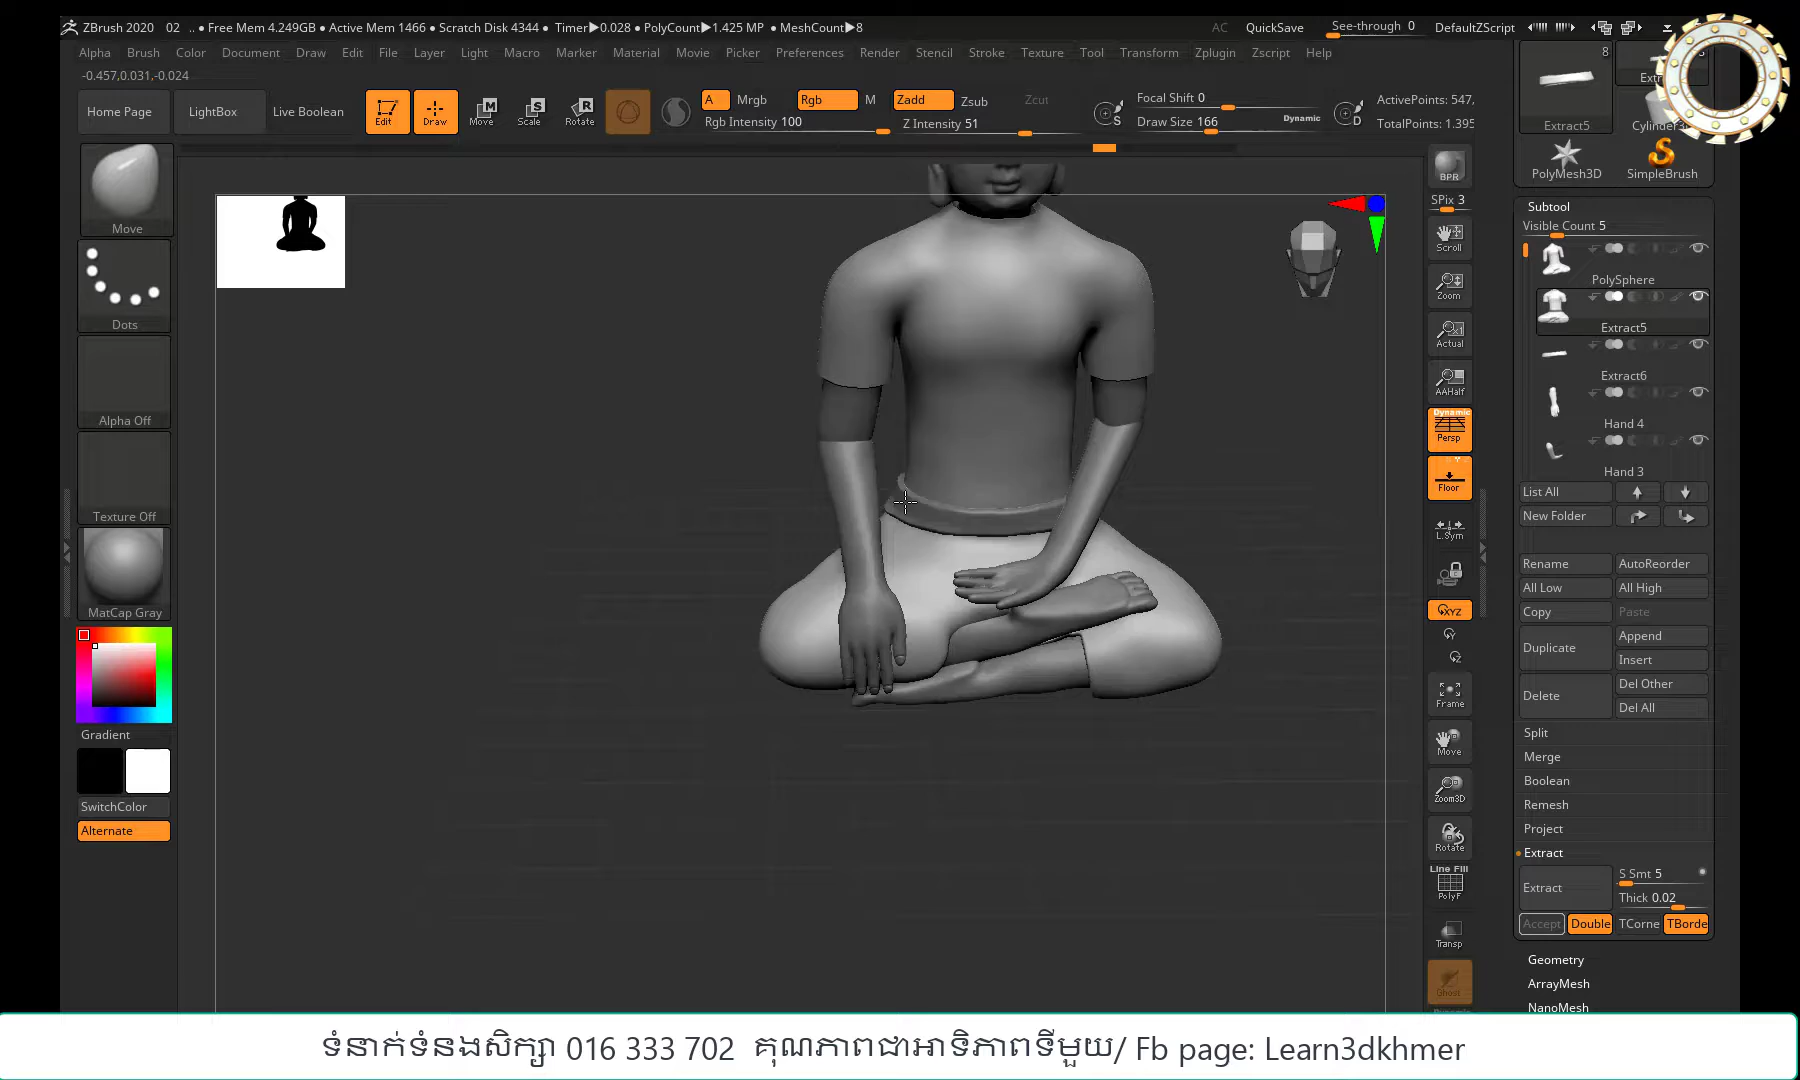 ZBrush 2020 02 .. ● Free Mem 4.249GB ● Active Mem 1466 ● Scratch Disk 4344 ● Timer▶0.028 ● PolyCount▶1.425 MP ● MeshCount▶8 AC QuickSave See-through 0 DefaultZScript
Alpha Brush Color Document Draw Edit File Layer Light Macro Marker Material Movie Picker Preferences Render Stencil Stroke Texture Tool Transform Zplugin Zscript Help
-0.457,0.031,-0.024
Home Page LightBox Live Boolean Edit Draw Move Scale Rotate
A Mrgb Rgb M Zadd Zsub Zcut
Rgb Intensity 100 Z Intensity 51
Focal Shift 0
Draw Size 166 Dynamic
ActivePoints: 547,
TotalPoints: 1.395
Move
Dots
Alpha Off
Texture Off
MatCap Gray
Gradient
SwitchColor
Alternate
BPR
SPix 3
Scroll
Zoom
Actual
AAHalf
Dynamic
Persp
Floor
L.Sym
XYZ
Frame
Move
Zoom3D
Rotate
Line Fill
PolyF
Transp
Ghost
8
Extract5
PolyMesh3D
SimpleBrush
Subtool
Visible Count 5
PolySphere
Extract5
Extract6
Hand 4
Hand 3
List All
New Folder
Rename AutoReorder
All Low All High
Copy Paste
Duplicate Append
Insert
Delete Del Other
Del All
Split
Merge
Boolean
Remesh
Project
Extract
Extract S Smt 5
Thick 0.02
Accept Double TCorne TBorde
Geometry
ArrayMesh
NanoMesh
ទំនាក់ទំនងសិក្សា 016 333 702 គុណភាពជាអាទិភាពទីមួយ/ Fb page: Learn3dkhmer